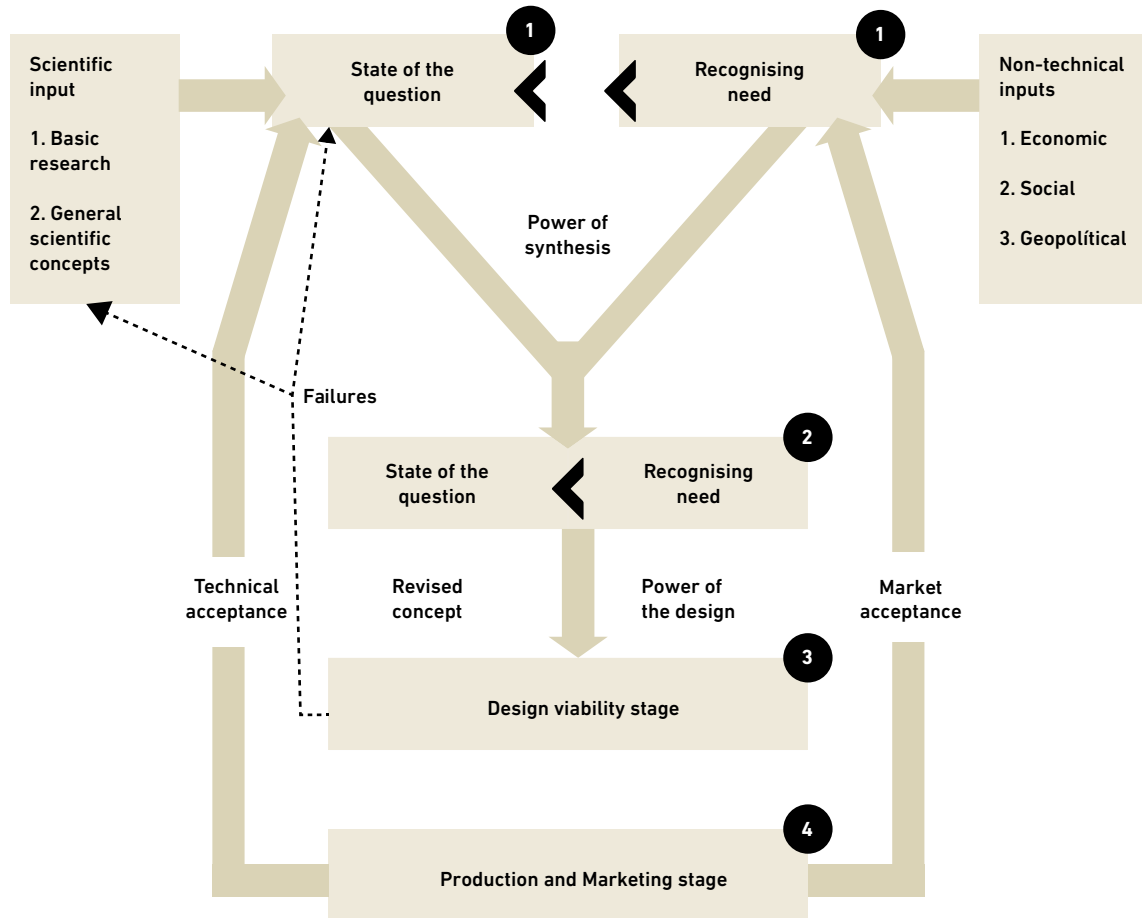 1
1
Scientific
input
1. Basic
research
2. General
scientific
concepts
State of the
question
Recognising
need
Non-technical
inputs
1. Economic
2. Social
3. Geopolítical
Power of
synthesis
Failures
2
State of the
question
Recognising
need
Technical
acceptance
Revised
concept
Power of
the design
Market
acceptance
3
Design viability stage
4
Production and Marketing stage